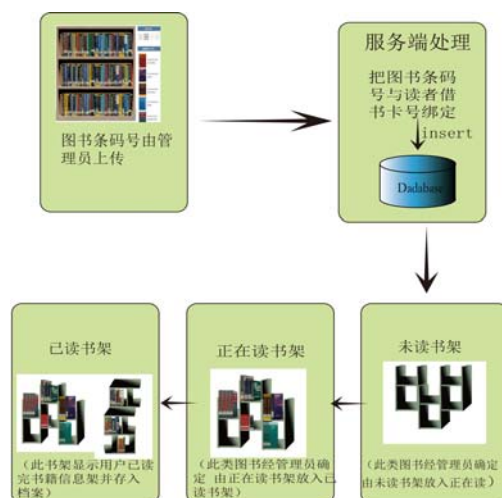 图书条码号由管
理员上传
服务端处理
把图书条码
号与读者借
书卡号绑定
insert
Dadabase
未读书架
(此类图书经管理员确定
由未读书架放入正在读)
正在读书架
(此类图书经管理员确
定 由正在读书架放入已
读书架)
已读书架
(此书架显示用户已读
完书籍信息架并存入
档案)